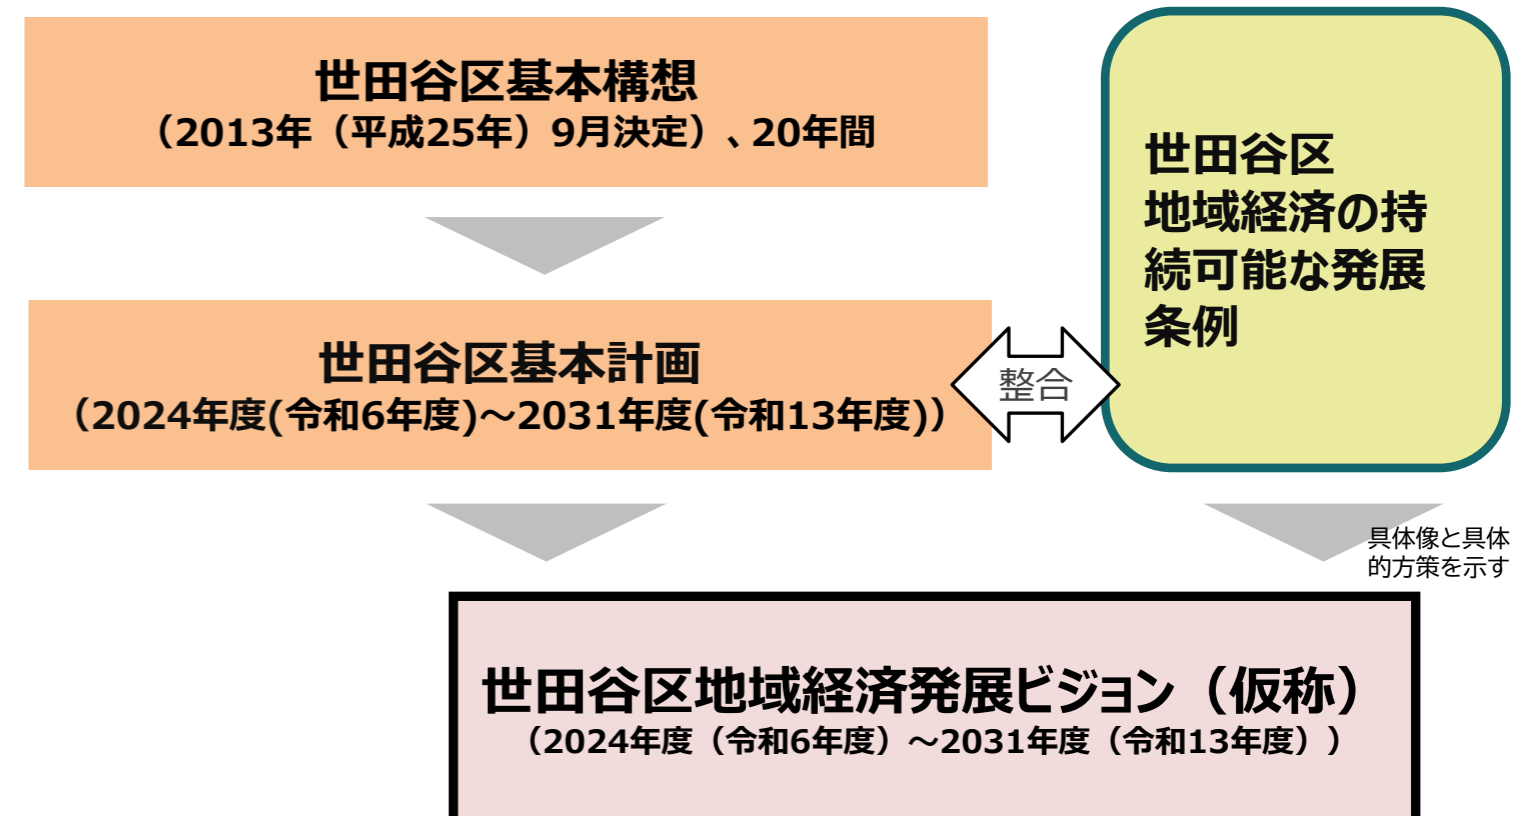 世田谷区基本構想
（2013年（平成25年）9月決定）、20年間
世田谷区
地域経済の持
続可能な発展
条例
世田谷区基本計画
（2024年度(令和6年度)～2031年度(令和13年度)）
整合
具体像と具体
的方策を示す
世田谷区地域経済発展ビジョン（仮称）
（2024年度（令和6年度）～2031年度（令和13年度））